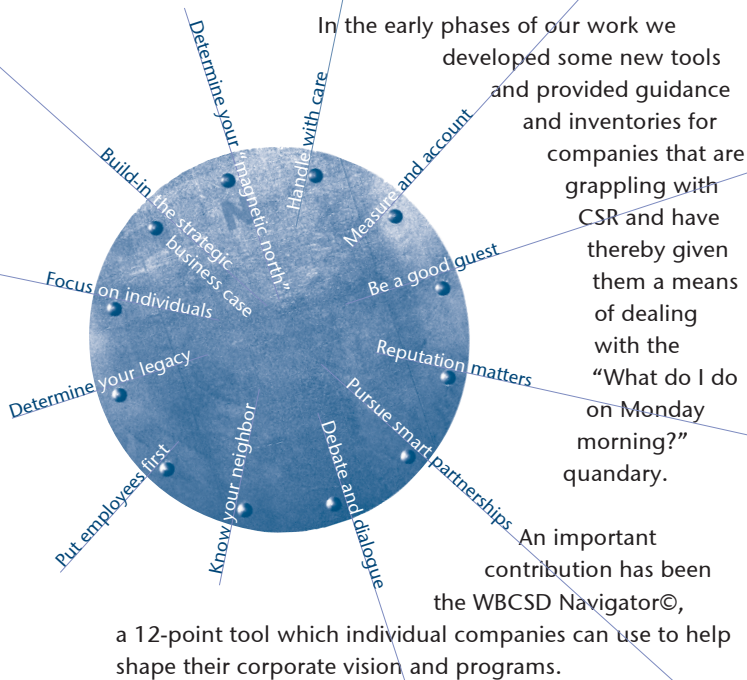 In the early phases of our work we
developed some new tools
and provided guidance
and inventories for
companies that are
grappling with
CSR and have
thereby given
them a means
of dealing
with the
“What do I do
on Monday
morning?”
quandary.
An important
contribution has been
the WBCSD Navigator©,
a 12-point tool which individual companies can use to help
shape their corporate vision and programs.
Determine your “magnetic north”
Handle with care
Measure and account
Be a good guest
Reputation matters
Pursue smart partnerships
Debate and dialogue
Know your neighbor
Put employees first
Determine your legacy
Focus on individuals
Build-in the strategic
business case
N